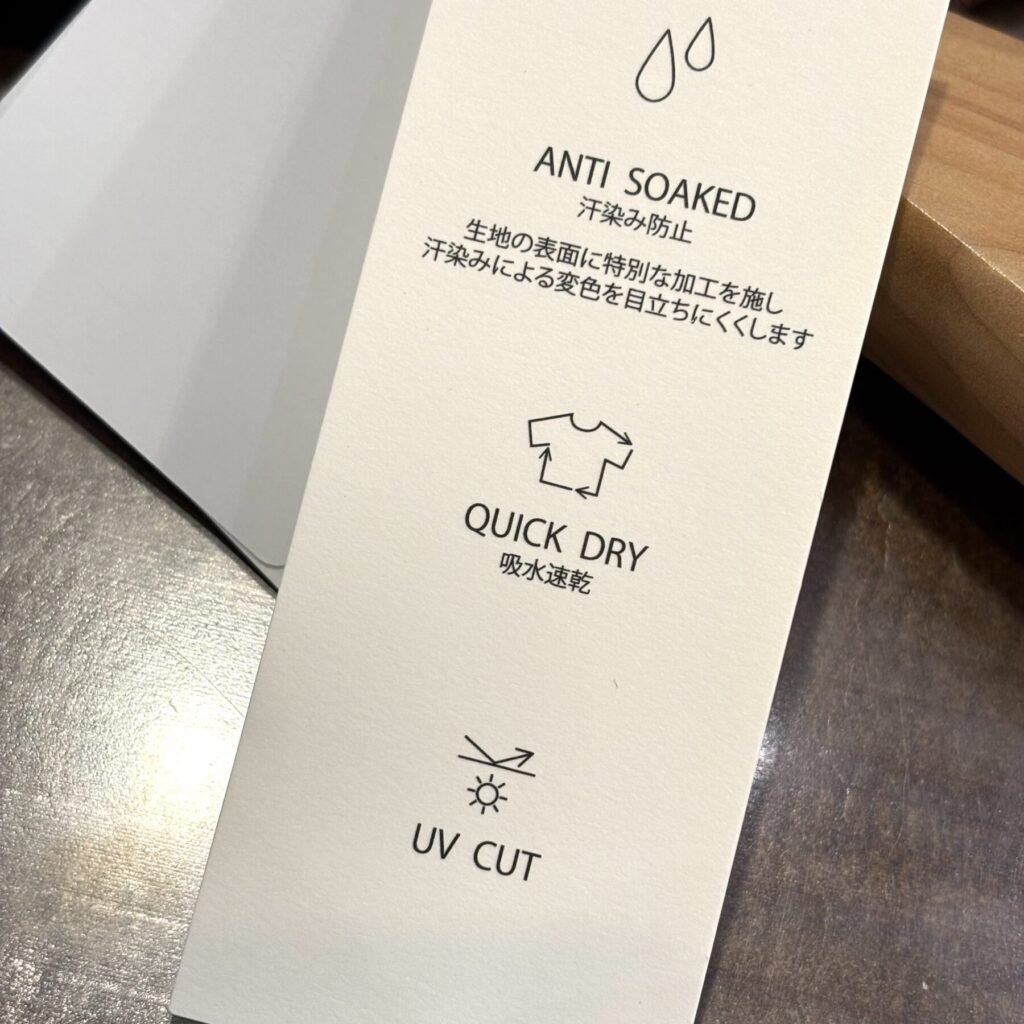 ANTI SOAKED
汗染み防止
生地の表面に特別な加工を施し
汗染みによる変色を目立ちにくくします
QUICK DRY
吸水速乾
UV CUT